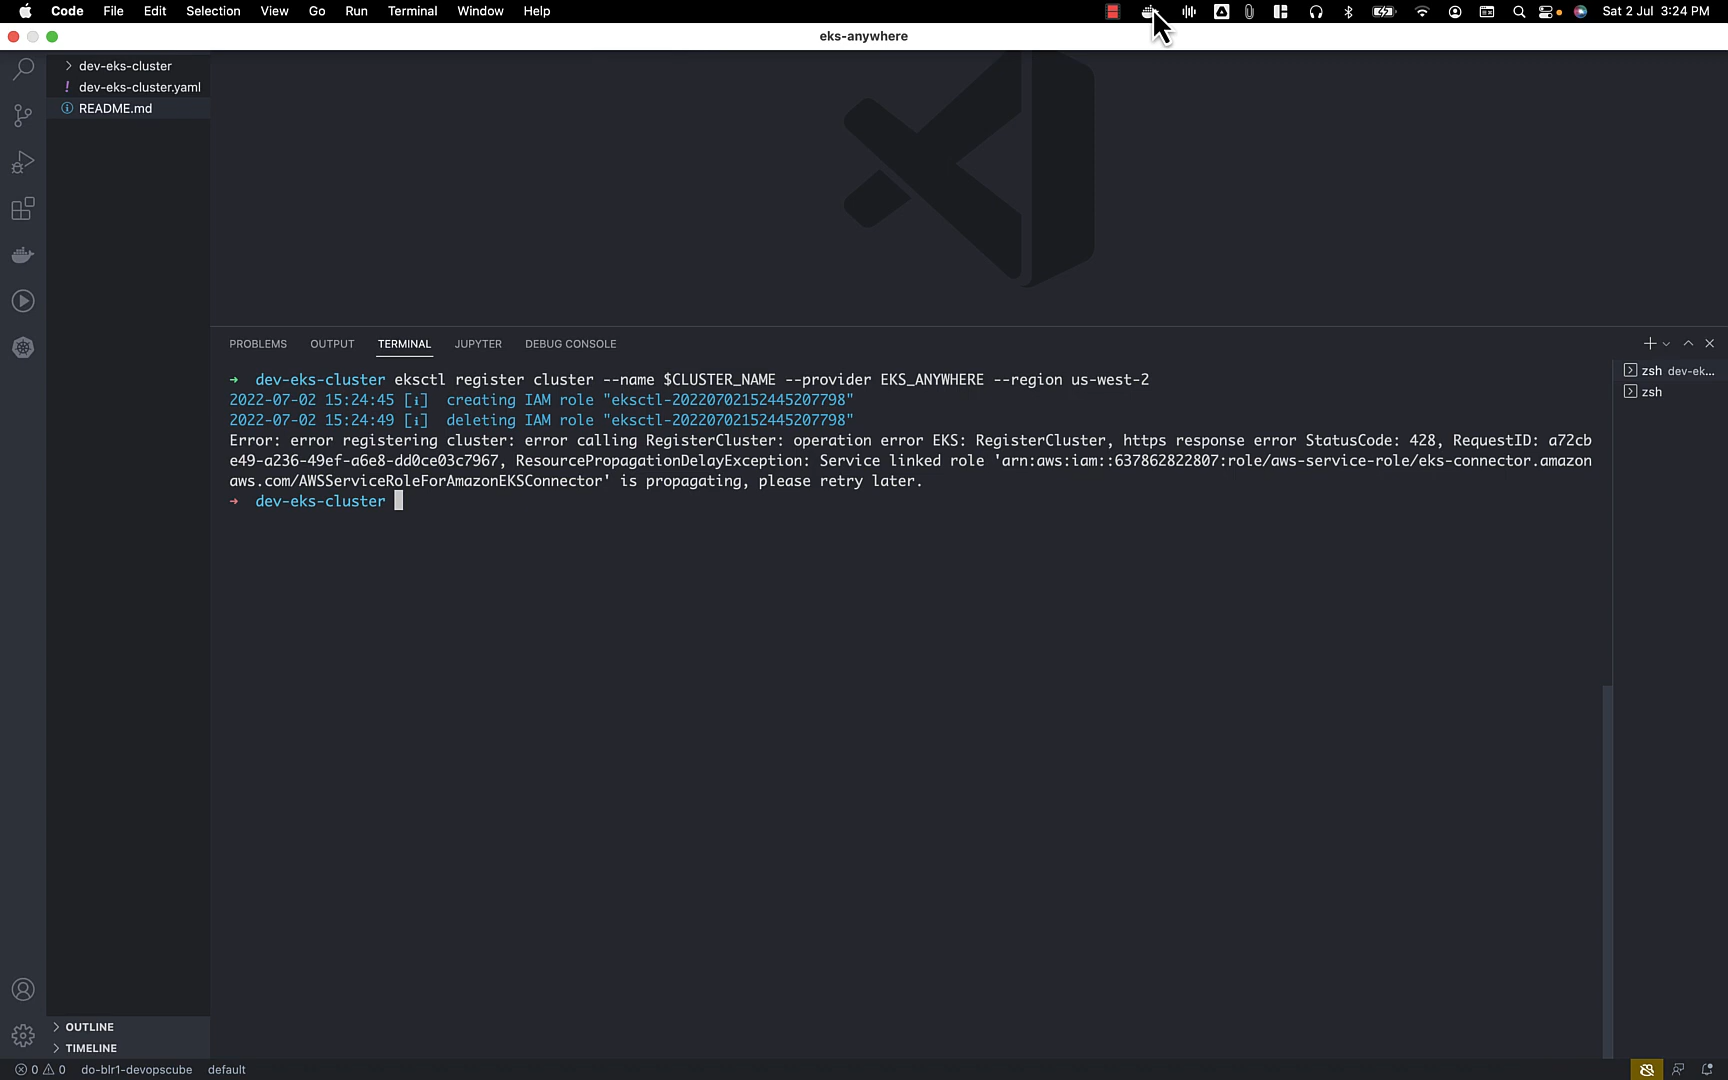 Code File Edit Selection View Go Run Terminal Window Help Sat 2 Jul 3:24 PM
eks-anywhere
dev-eks-cluster
dev-eks-cluster.yaml
README.md
PROBLEMS OUTPUT TERMINAL JUPYTER DEBUG CONSOLE
→ dev-eks-cluster eksctl register cluster --name $CLUSTER_NAME --provider EKS_ANYWHERE --region us-west-2
2022-07-02 15:24:45 [i] creating IAM role "eksctl-20220702152445207798"
2022-07-02 15:24:49 [i] deleting IAM role "eksctl-20220702152445207798"
Error: error registering cluster: error calling RegisterCluster: operation error EKS: RegisterCluster, https response error StatusCode: 428, RequestID: a72cb
e49-a236-49ef-a6e8-dd0ce03c7967, ResourcePropagationDelayException: Service linked role 'arn:aws:iam::637862822807:role/aws-service-role/eks-connector.amazon
aws.com/AWSServiceRoleForAmazonEKSConnector' is propagating, please retry later.
→ dev-eks-cluster
zsh dev-ek...
zsh
OUTLINE
TIMELINE
0 0 do-blr1-devopscube default